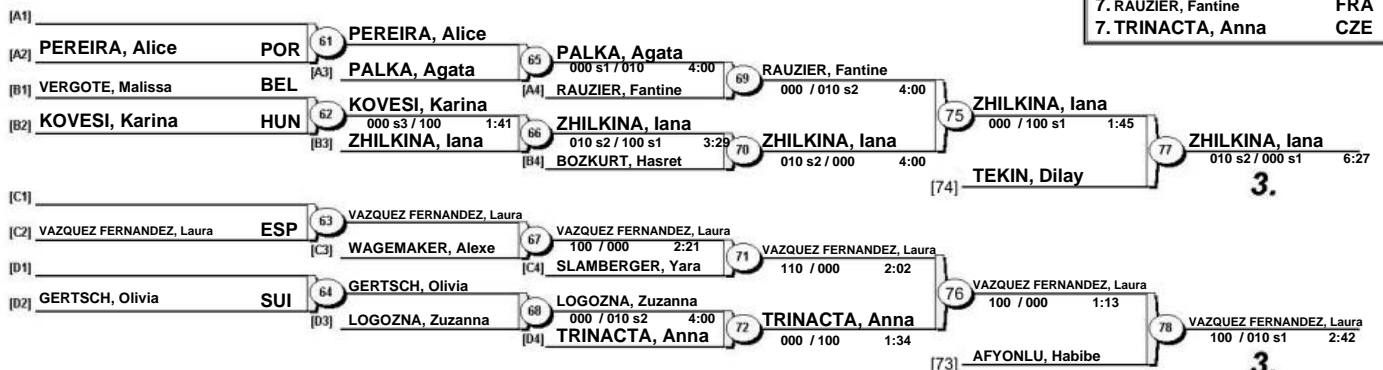 7. RAUZIER, Fantine FRA
7. TRINACTA, Anna CZE
[A1]
[A2] PEREIRA, Alice POR
61 PEREIRA, Alice
[A3] PALKA, Agata
65 PALKA, Agata
000 s1 / 010 4:00
[A4] RAUZIER, Fantine
69 RAUZIER, Fantine
000 / 010 s2 4:00
[B1] VERGOTE, Malissa BEL
[B2] KOVESI, Karina HUN
62 KOVESI, Karina
000 s3 / 100 1:41
[B3] ZHILKINA, Iana
66 ZHILKINA, Iana
010 s2 / 100 s1 3:29
[B4] BOZKURT, Hasret
70 ZHILKINA, Iana
010 s2 / 000 4:00
75 ZHILKINA, Iana
000 / 100 s1 1:45
[74] TEKIN, Dilay
77 ZHILKINA, Iana
010 s2 / 000 s1 6:27
3.
[C1]
[C2] VAZQUEZ FERNANDEZ, Laura ESP
63 VAZQUEZ FERNANDEZ, Laura
[C3] WAGEMAKER, Alexe
67 VAZQUEZ FERNANDEZ, Laura
100 / 000 2:21
[C4] SLAMBERGER, Yara
71 VAZQUEZ FERNANDEZ, Laura
110 / 000 2:02
[D1]
[D2] GERTSCH, Olivia SUI
64 GERTSCH, Olivia
[D3] LOGOZNA, Zuzanna
68 LOGOZNA, Zuzanna
000 / 010 s2 4:00
[D4] TRINACTA, Anna
72 TRINACTA, Anna
000 / 100 1:34
76 VAZQUEZ FERNANDEZ, Laura
100 / 000 1:13
[73] AFYONLU, Habibe
78 VAZQUEZ FERNANDEZ, Laura
100 / 010 s1 2:42
3.